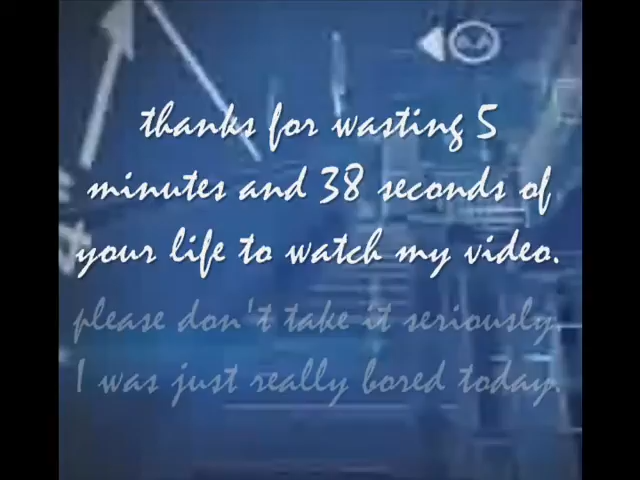 thanks for wasting 5
minutes and 38 seconds of
your life to watch my video.
please don't take it seriously.
I was just really bored today.